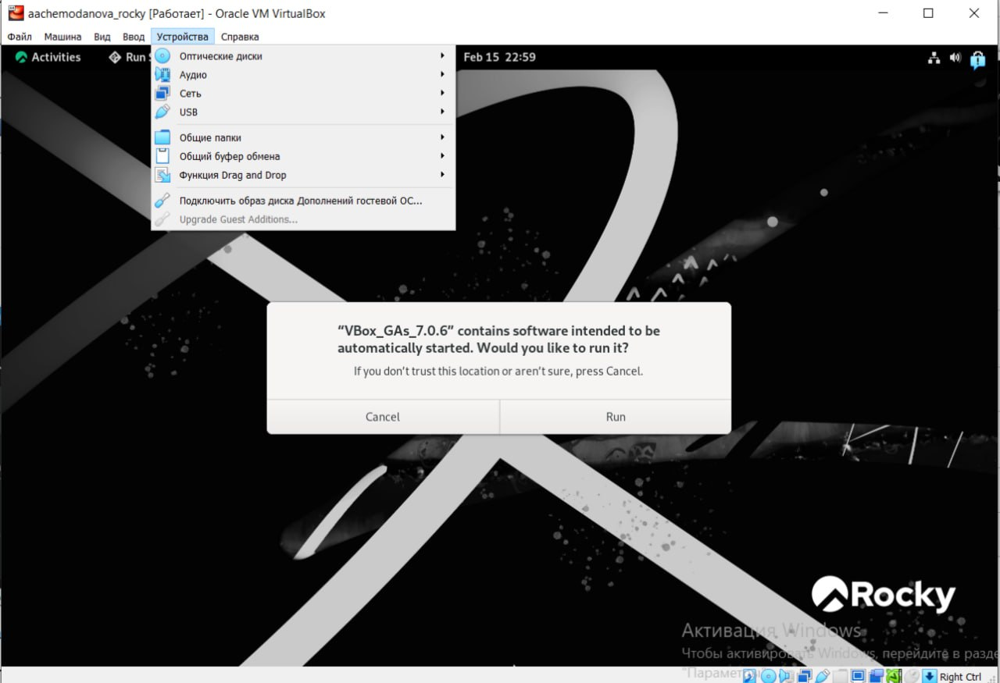 aachemodanova_rocky [Работает] - Oracle VM VirtualBox
Файл Машина Вид Ввод Устройства Справка
Activities Run Feb 15 22:59
Оптические диски
Аудио
Сеть
USB
Общие папки
Общий буфер обмена
Функция Drag and Drop
Подключить образ диска Дополнений гостевой ОС...
Upgrade Guest Additions...
“VBox_GAs_7.0.6” contains software intended to be
automatically started. Would you like to run it?
If you don’t trust this location or aren’t sure, press Cancel.
Cancel Run
Rocky
Активация Windows
Чтобы активировать Windows, перейдите в разде
Right Ctrl